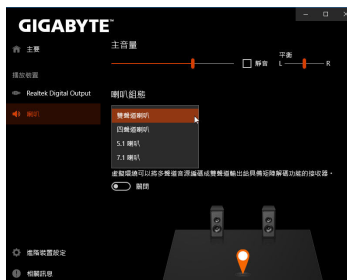 GIGABYTE™
主要
播放裝置
Realtek Digital Output
喇叭
進階裝置設定
相關訊息
主音量
靜音
平衡
L
R
喇叭組態
雙聲道喇叭
四聲道喇叭
5.1 喇叭
7.1 喇叭
虛擬環繞可以將多聲道音源編碼成雙聲道輸出給具備矩陣解碼功能的接收器。
關閉